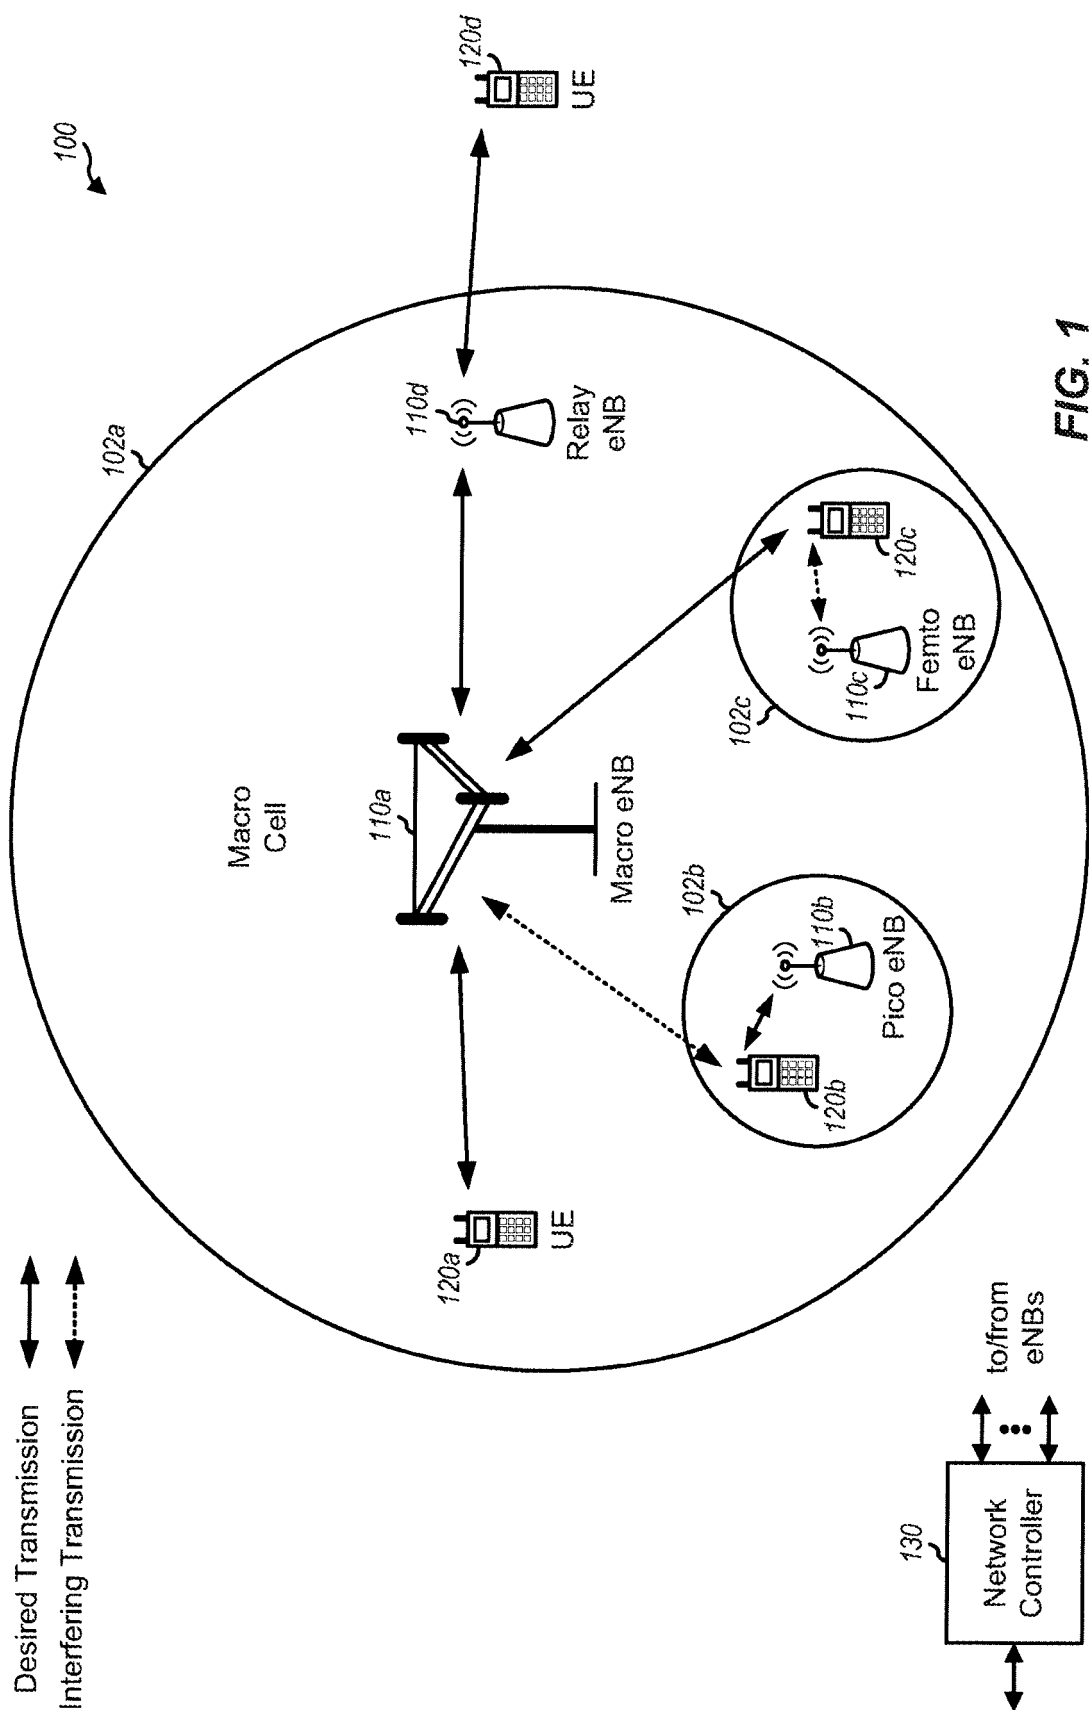 Desired Transmission
Interfering Transmission
100
102a
Macro
Cell
110a
Macro eNB
120a
UE
110d
Relay
eNB
120d
UE
102b
110b
Pico eNB
120b
102c
110c
Femto
eNB
120c
130
Network
Controller
to/from
eNBs
FIG. 1